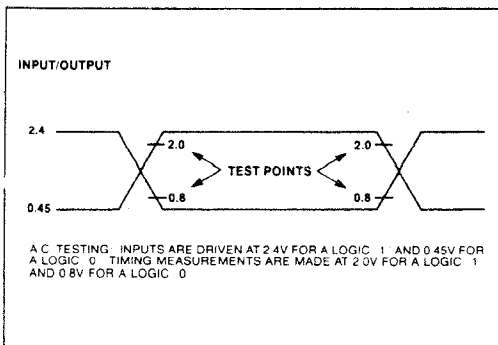 INPUT/OUTPUT
2.4
2.0
2.0
TEST POINTS
0.8
0.8
0.45
A C TESTING: INPUTS ARE DRIVEN AT 2 4V FOR A LOGIC 1 AND 0 45V FOR
A LOGIC 0 TIMING MEASUREMENTS ARE MADE AT 2 0V FOR A LOGIC 1
AND 0 8V FOR A LOGIC 0